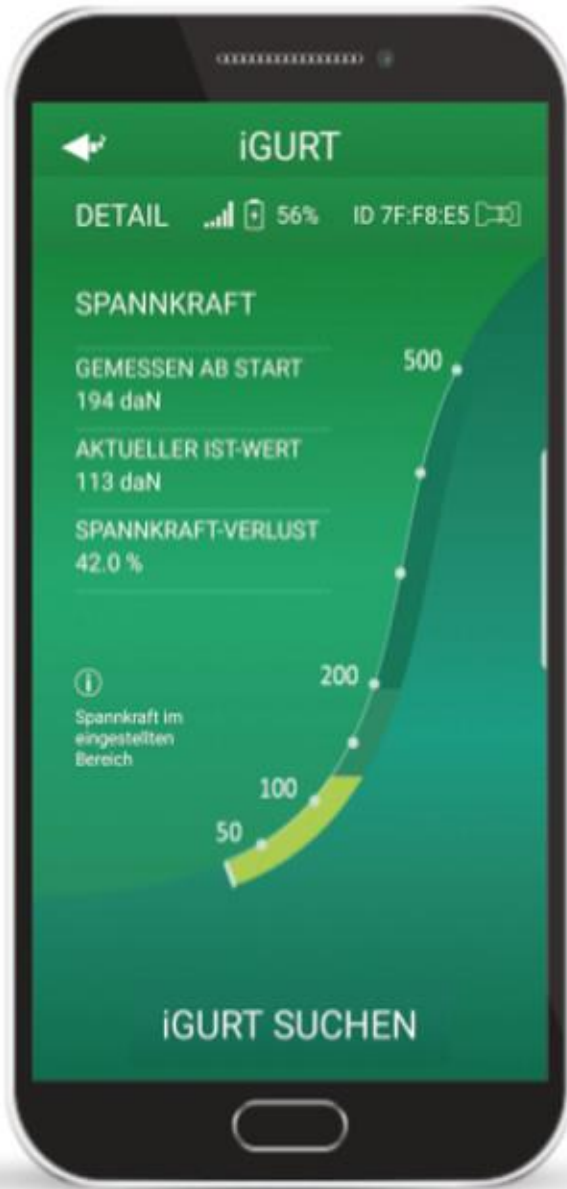 iGURT
DETAIL 56% ID 7F:F8:E5
SPANNKRAFT
GEMESSEN AB START
194 daN
AKTUELLER IST-WERT
113 daN
SPANNKRAFT-VERLUST
42.0 %
500
200
100
50
Spannkraft im
eingestellten
Bereich
iGURT SUCHEN